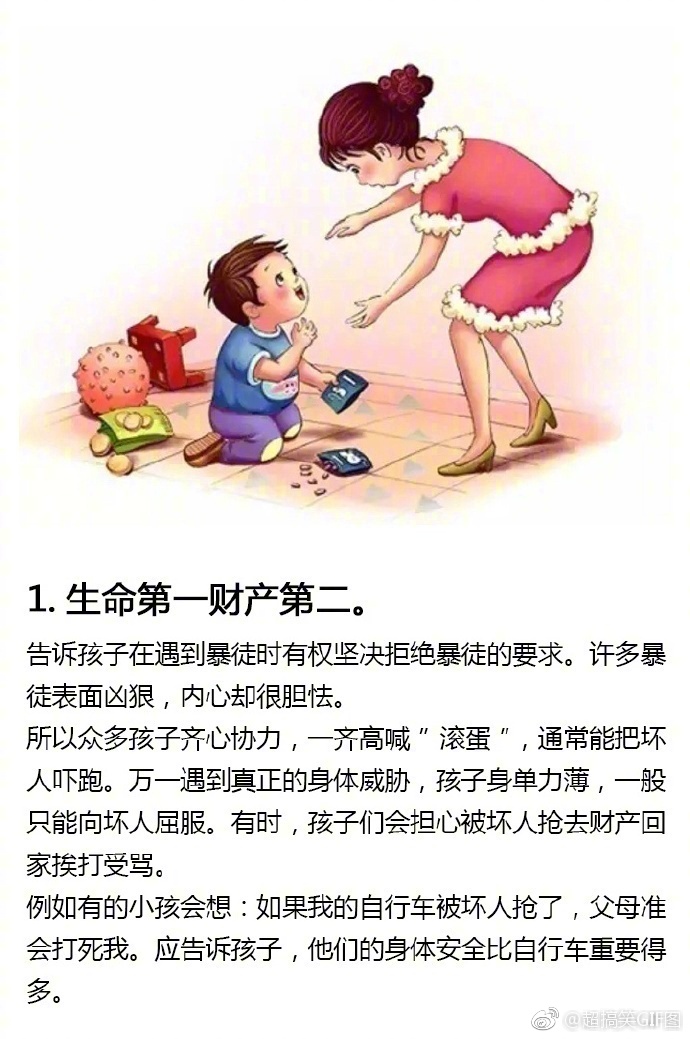 1. 生命第一财产第二。
告诉孩子在遇到暴徒时有权坚决拒绝暴徒的要求。许多暴
徒表面凶狠，内心却很胆怯。
所以众多孩子齐心协力，一齐高喊＂滚蛋＂，通常能把坏
人吓跑。万一遇到真正的身体威胁，孩子身单力薄，一般
只能向坏人屈服。有时，孩子们会担心被坏人抢去财产回
家挨打受骂。
例如有的小孩会想：如果我的自行车被坏人抢了，父母准
会打死我。应告诉孩子，他们的身体安全比自行车重要得
多。
@超搞笑GIF图